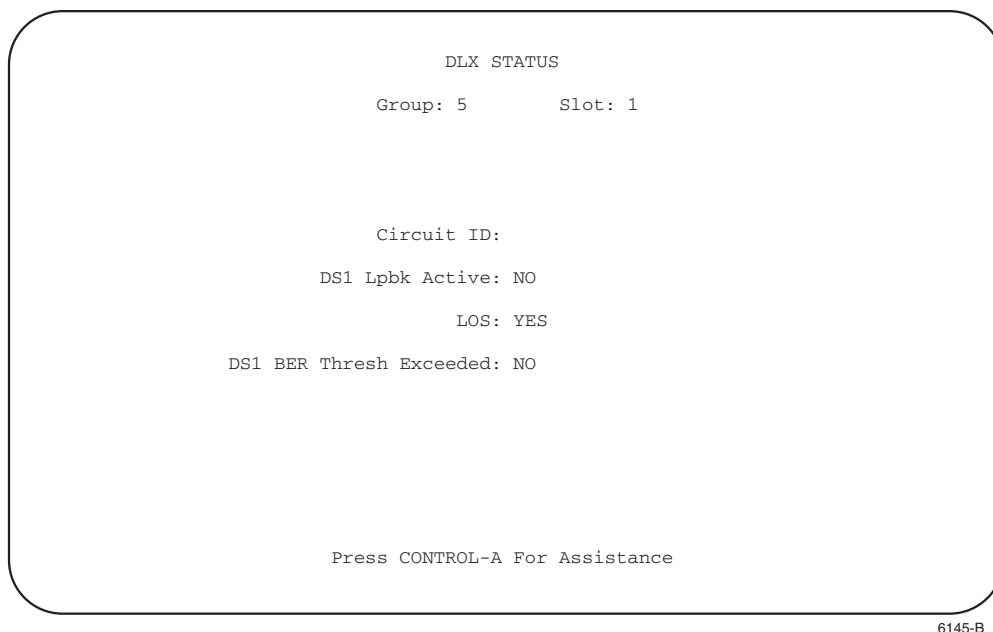 DLX STATUS
Group: 5 Slot: 1
Circuit ID:
DS1 Lpbk Active: NO
LOS: YES
DS1 BER Thresh Exceeded: NO
Press CONTROL-A For Assistance
6145-B